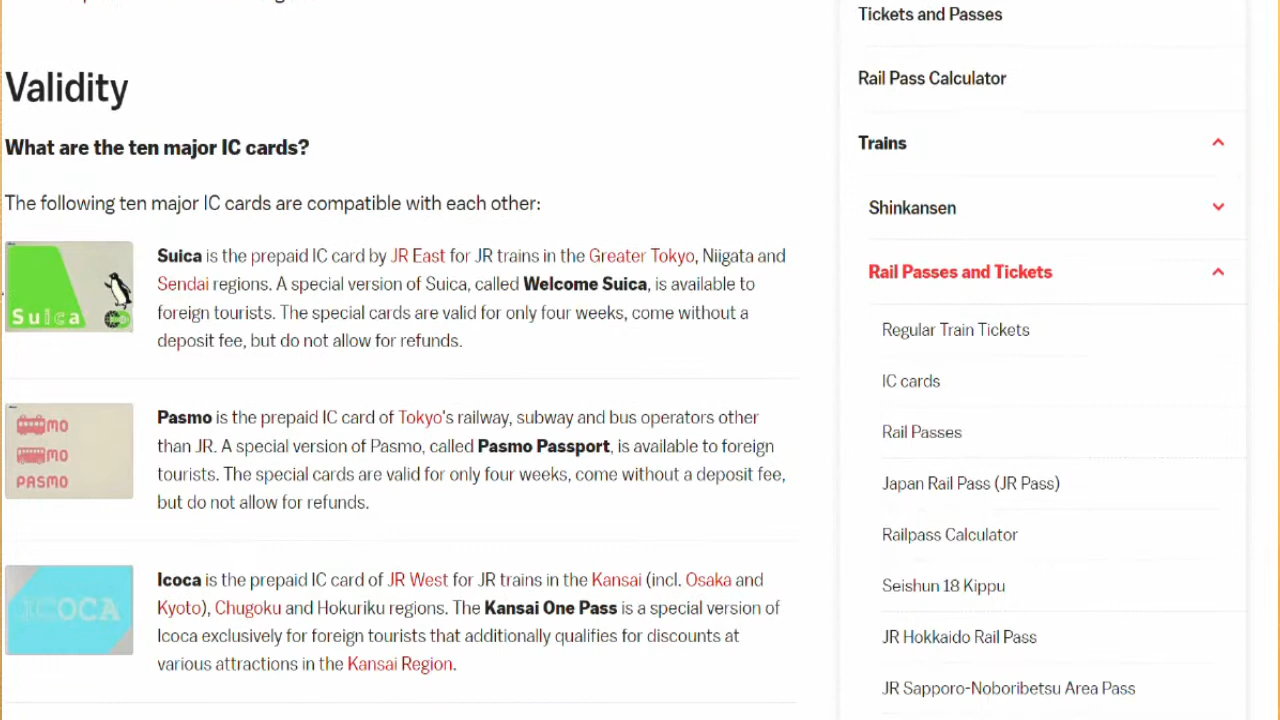 Validity
What are the ten major IC cards?
The following ten major IC cards are compatible with each other:
Suica
Suica is the prepaid IC card by JR East for JR trains in the Greater Tokyo, Niigata and
Sendai regions. A special version of Suica, called Welcome Suica, is available to
foreign tourists. The special cards are valid for only four weeks, come without a
deposit fee, but do not allow for refunds.
MO
MO
PASMO
Pasmo is the prepaid IC card of Tokyo's railway, subway and bus operators other
than JR. A special version of Pasmo, called Pasmo Passport, is available to foreign
tourists. The special cards are valid for only four weeks, come without a deposit fee,
but do not allow for refunds.
ICOCA
Icoca is the prepaid IC card of JR West for JR trains in the Kansai (incl. Osaka and
Kyoto), Chugoku and Hokuriku regions. The Kansai One Pass is a special version of
Icoca exclusively for foreign tourists that additionally qualifies for discounts at
various attractions in the Kansai Region.
Tickets and Passes
Rail Pass Calculator
Trains
Shinkansen
Rail Passes and Tickets
Regular Train Tickets
IC cards
Rail Passes
Japan Rail Pass (JR Pass)
Railpass Calculator
Seishun 18 Kippu
JR Hokkaido Rail Pass
JR Sapporo-Noboribetsu Area Pass